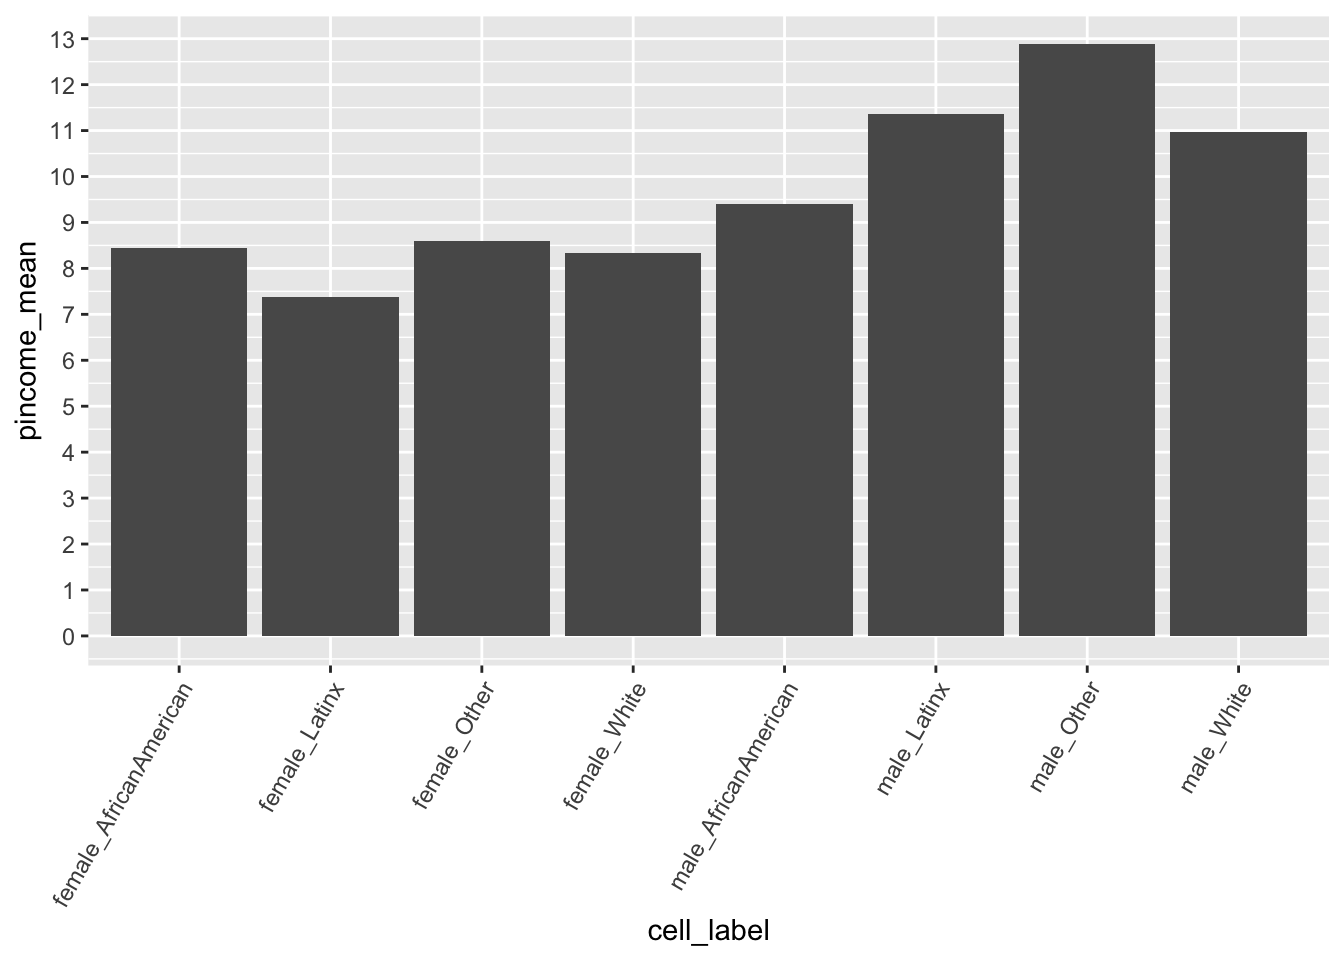 13
12
11
10
9
8
7
6
5
4
3
2
1
0
pincome_mean
female_AfricanAmerican
female_Latinx
female_Other
female_White
male_AfricanAmerican
male_Latinx
male_Other
male_White
cell_label